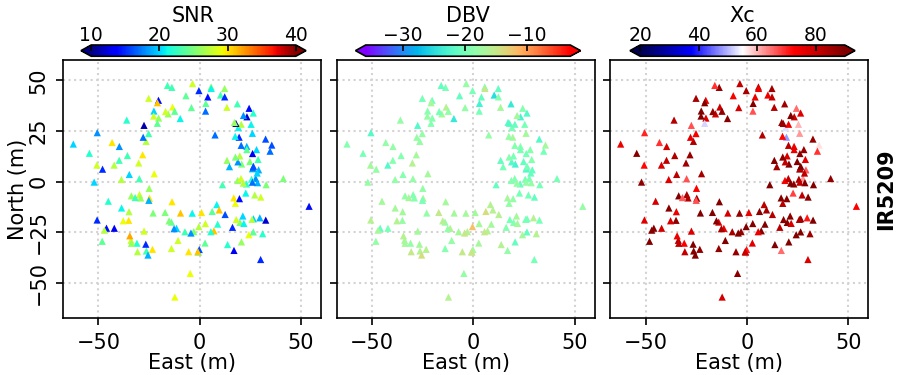 SNR DBV Xc
10 20 30 40 −30 −20 −10 20 40 60 80
50
25
0
−25
−50
North (m)
−50 0 50 −50 0 50 −50 0 50
East (m) East (m) East (m)
IR5209